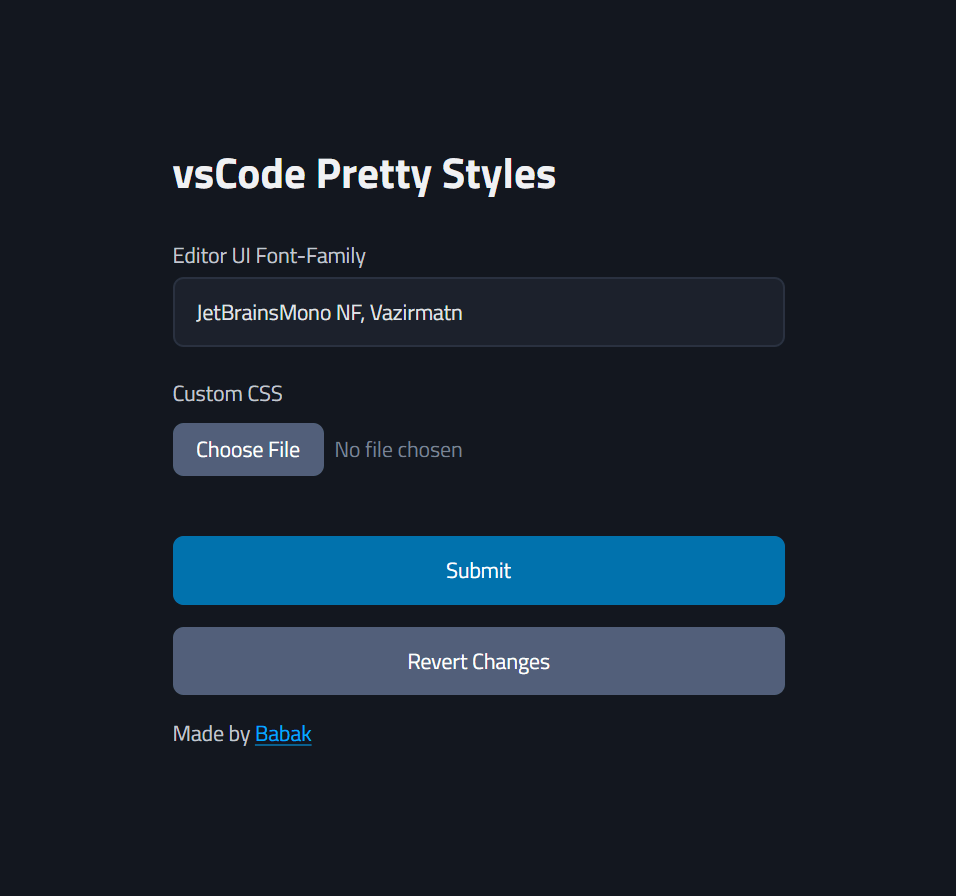 vsCode Pretty Styles
Editor UI Font-Family
JetBrainsMono NF, Vazirmatn
Custom CSS
Choose File No file chosen
Submit
Revert Changes
Made by Babak